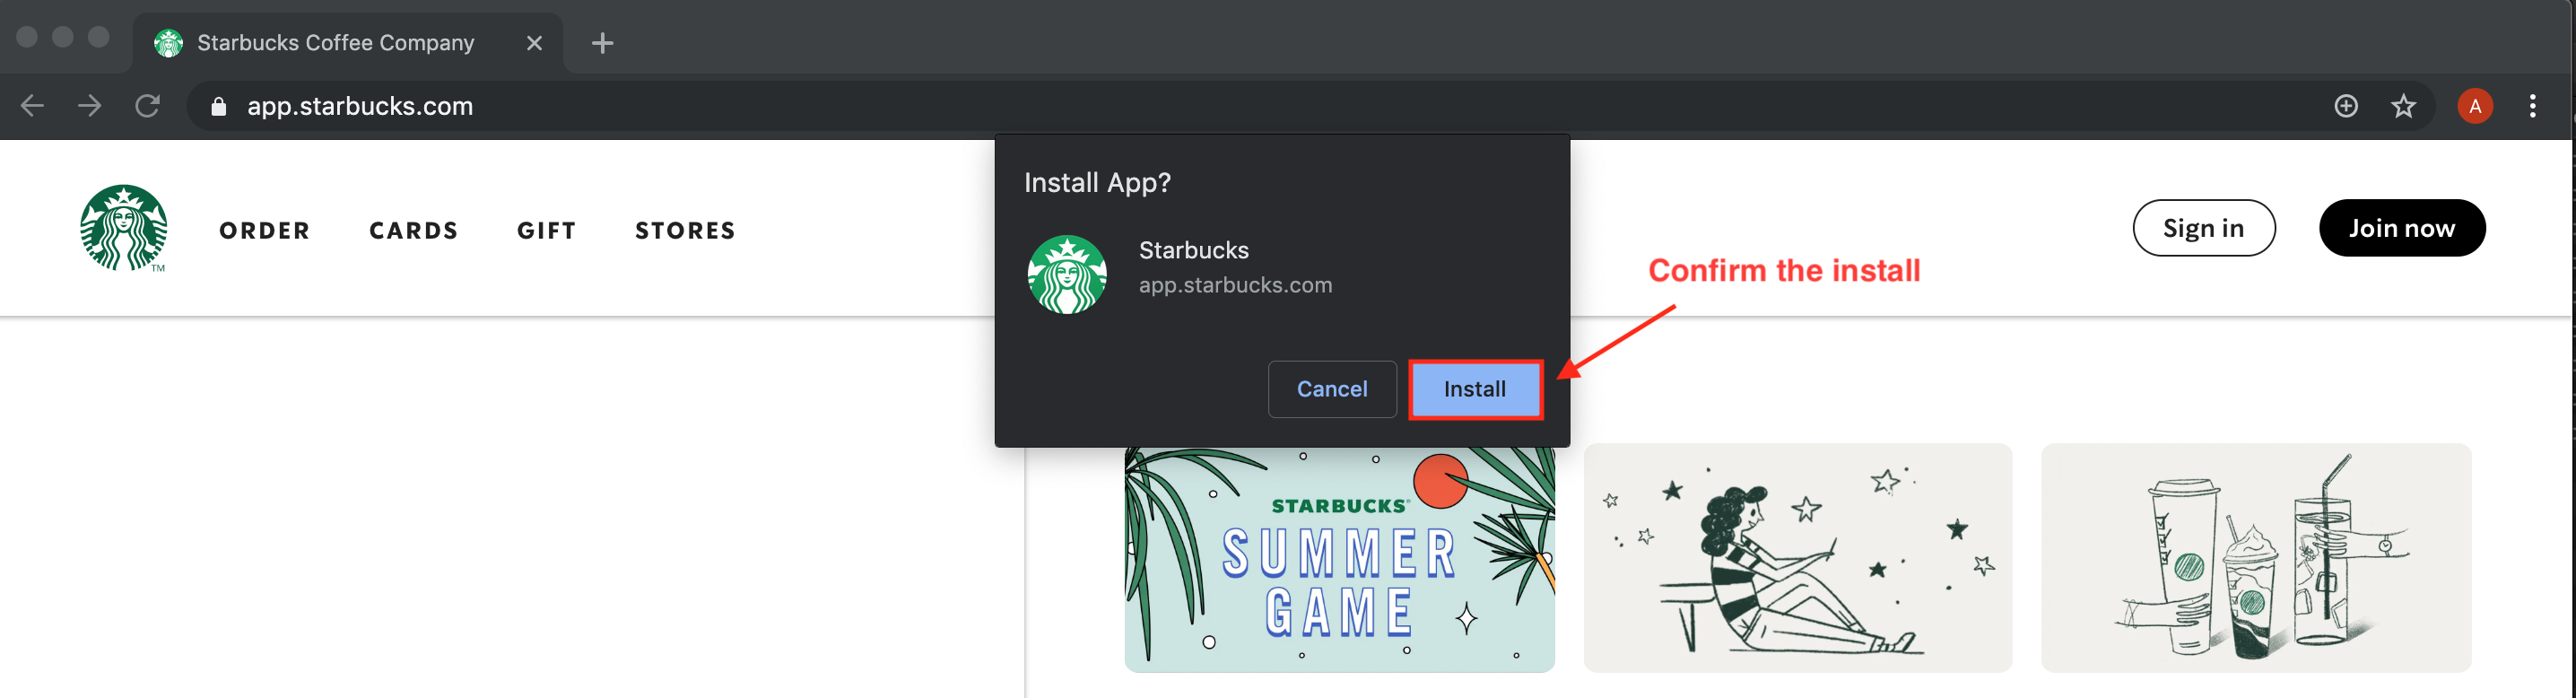 Starbucks Coffee Company
app.starbucks.com
A
Install App?
Starbucks
app.starbucks.com
Cancel
Install
Confirm the install
TM
ORDER
CARDS
GIFT
STORES
Sign in
Join now
STARBUCKS®
SUMMER
GAME